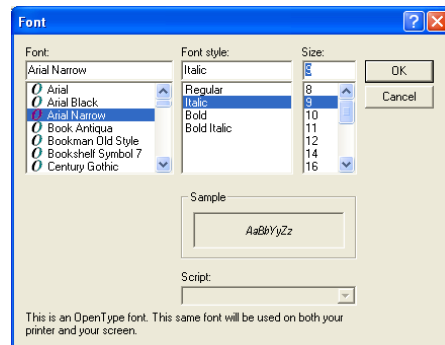 Font
Font:
Arial Narrow
Arial
Arial Black
Arial Narrow
Book Antiqua
Bookman Old Style
Bookshelf Symbol 7
Century Gothic
Font style:
Italic
Regular
Italic
Bold
Bold Italic
Size:
9
8
9
10
11
12
14
16
OK
Cancel
Sample
AaBbYyZz
Script:
This is an OpenType font. This same font will be used on both your
printer and your screen.